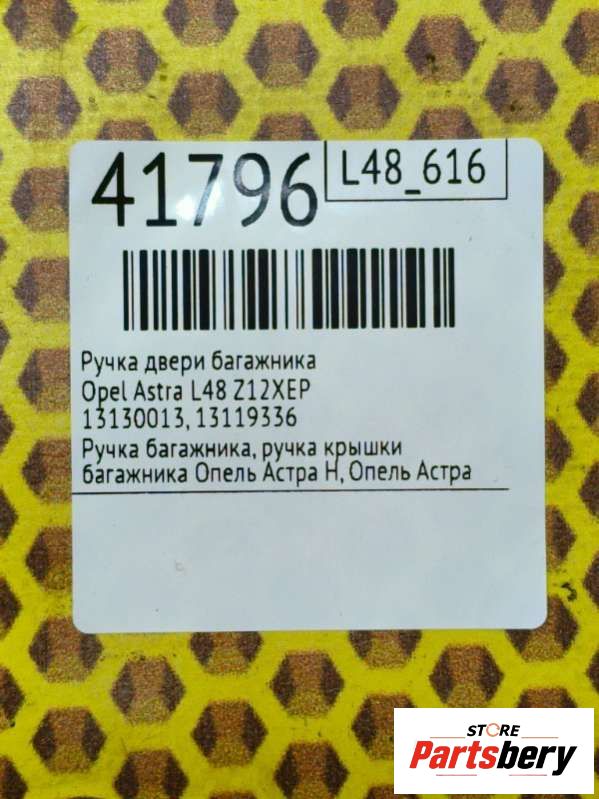 41796
L48_616
Ручка двери багажника
Opel Astra L48 Z12XEP
13130013, 13119336
Ручка багажника, ручка крышки
багажника Опель Астра Н, Опель Астра
STORE
Partsbery